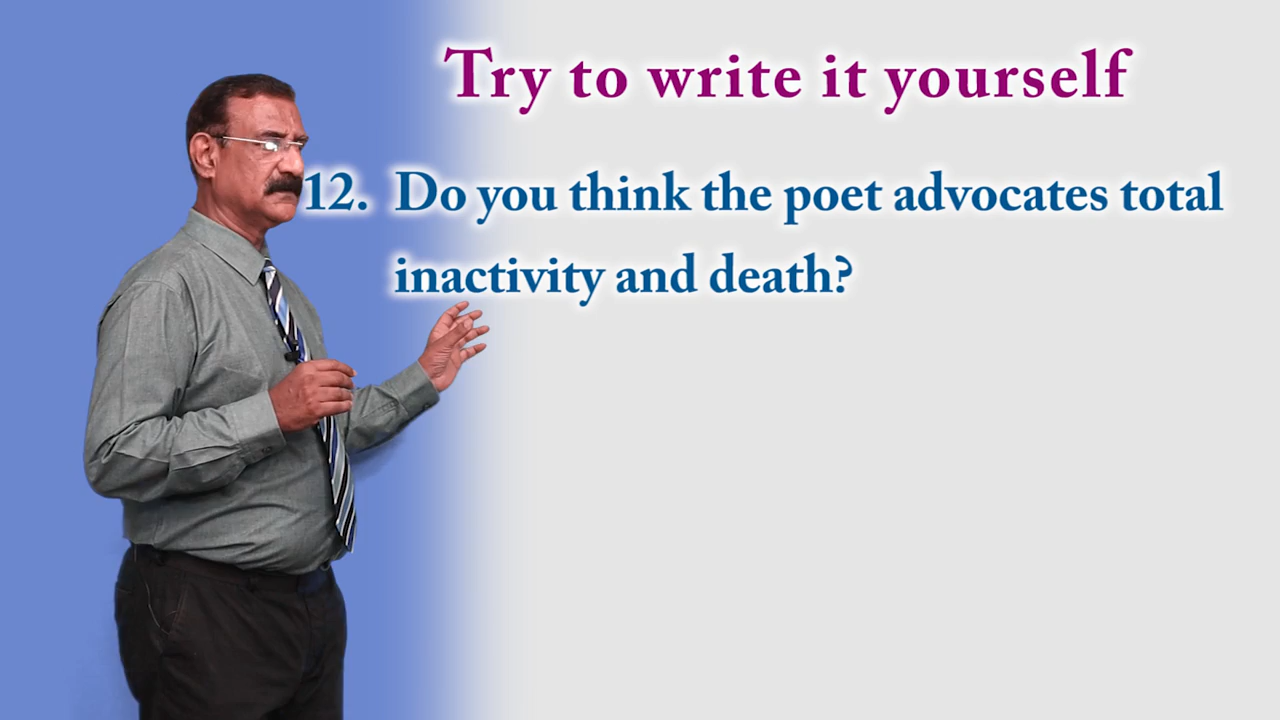 Try to write it yourself
12. Do you think the poet advocates total
inactivity and death?